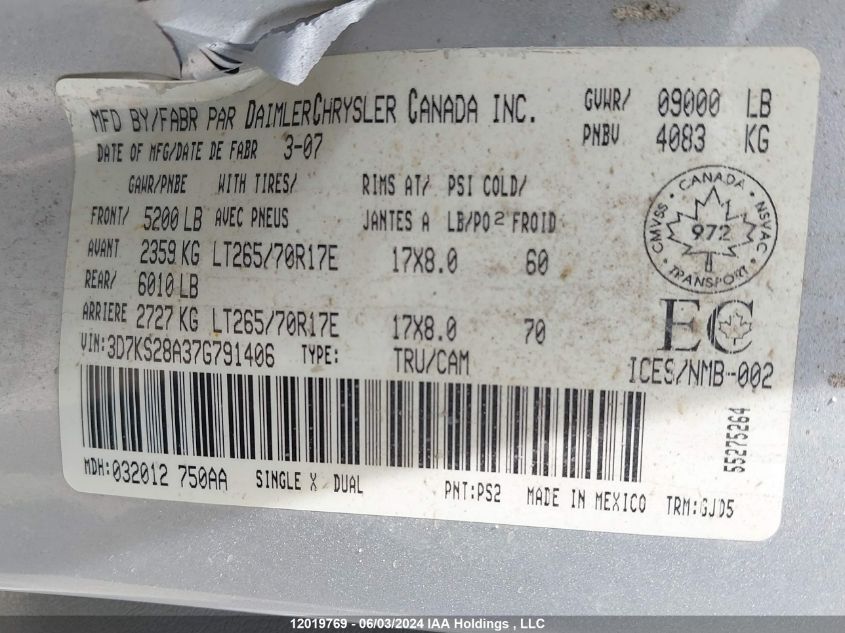 MFD BY/FABR PAR DAIMLERCHRYSLER CANADA INC.
GVWR/ 09000 LB
PNBV 4083 KG
DATE OF MFG/DATE DE FABR 3-07
GAWR/PNBE WITH TIRES/ RIMS AT/ PSI COLD/
FRONT/ 5200 LB AVEC PNEUS JANTES A LB/PO2 FROID
AVANT 2359 KG LT265/70R17E 17X8.0 60
REAR/ 6010 LB
ARRIERE 2727 KG LT265/70R17E 17X8.0 70
CMVSS · CANADA · NSVAC
972
TRANSPORT
EC
VIN:3D7KS28A37G791406 TYPE: TRU/CAM ICES/NMB-002
55275264
MDH:032012 750AA SINGLE X DUAL PNT:PS2 MADE IN MEXICO TRM:GJD5
12019769 - 06/03/2024 IAA Holdings , LLC